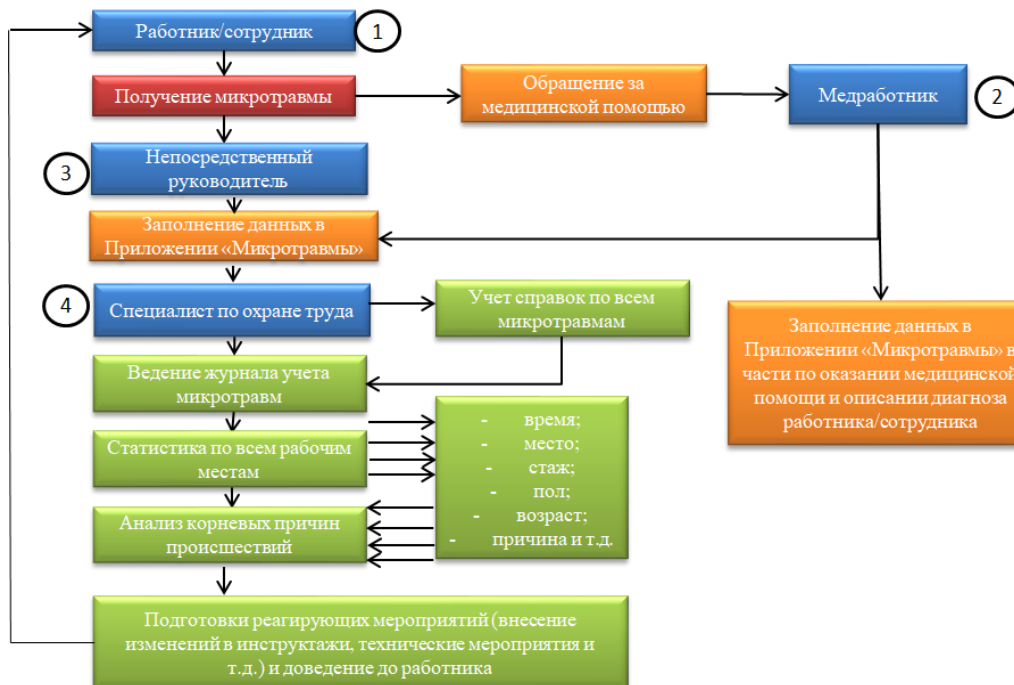 Работник/сотрудник
1
Получение микротравмы
Обращение за
медицинской помощью
Медработник
2
3
Непосредственный
руководитель
Заполнение данных в
Приложении «Микротравмы»
4
Специалист по охране труда
Учет справок по всем
микротравмам
Заполнение данных в
Приложении «Микротравмы» в
части по оказании медицинской
помощи и описании диагноза
работника/сотрудника
Ведение журнала учета
микротравм
Статистика по всем рабочим
местам
- время;
- место;
- стаж;
- пол;
- возраст;
- причина и т.д.
Анализ корневых причин
происшествий
Подготовки реагирующих мероприятий (внесение
изменений в инструктажи, технические мероприятия и
т.д.) и доведение до работника